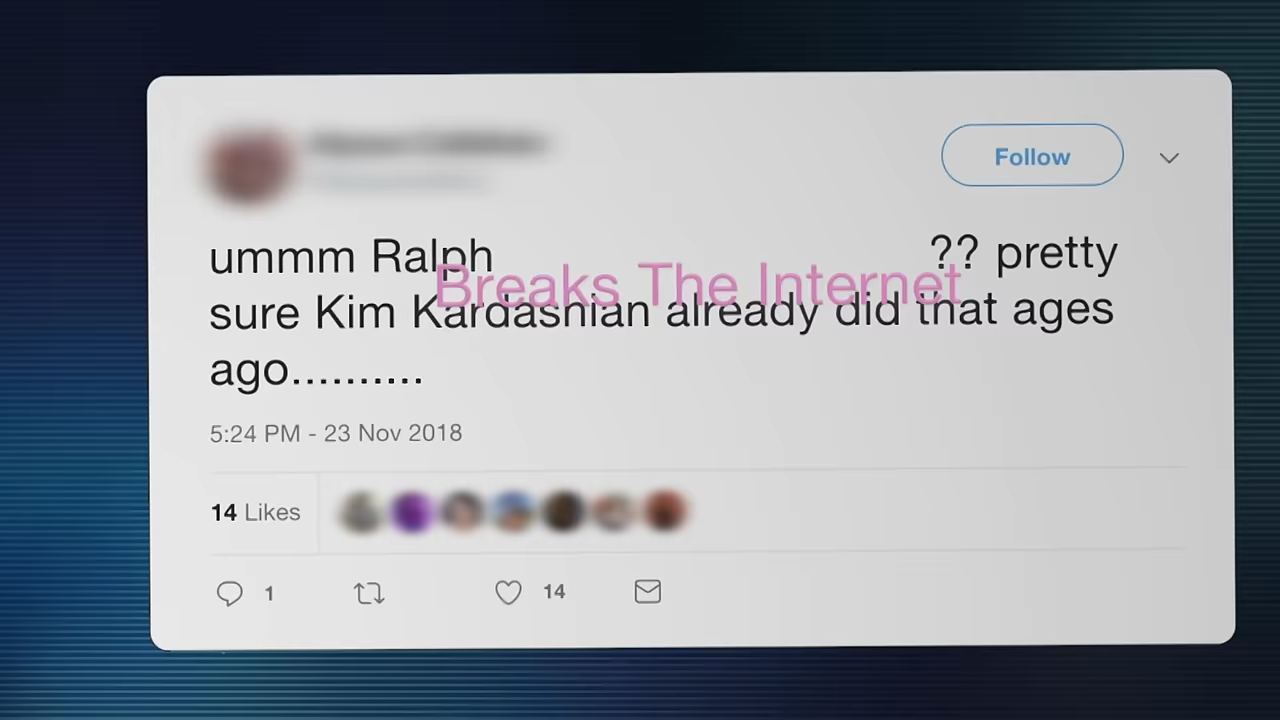 Follow
ummm Ralph Breaks The Internet ?? pretty
sure Kim Kardashian already did that ages
ago..........
5:24 PM - 23 Nov 2018
14 Likes
1
14